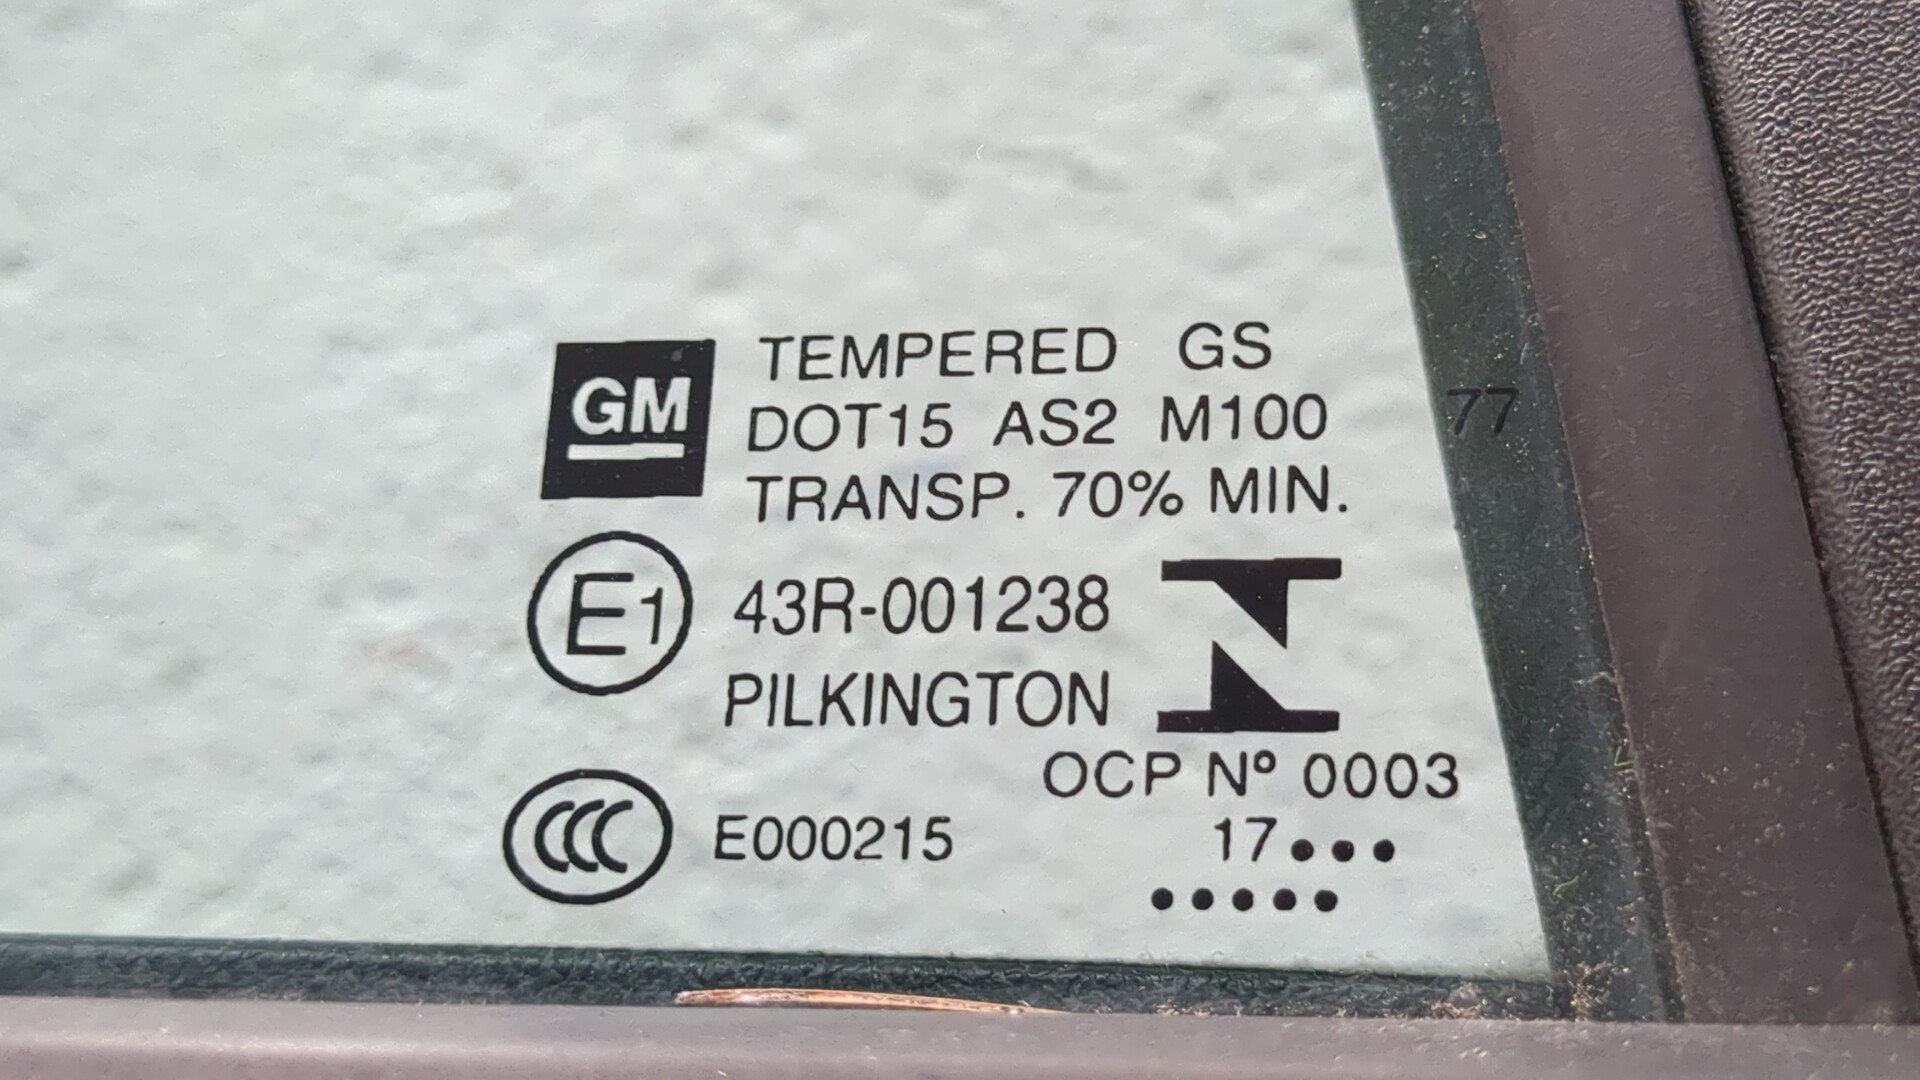 GM
TEMPERED GS
DOT15 AS2 M100
TRANSP. 70% MIN.
77
E1 43R-001238
PILKINGTON
OCP Nº 0003
CCC E000215
17•••
•••••